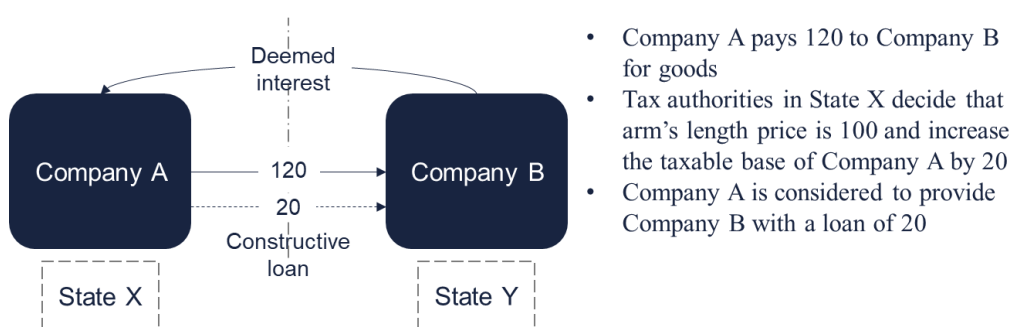 Deemed
interest
Company A
120
Company B
20
Constructive
loan
State X
State Y
• Company A pays 120 to Company B
for goods
• Tax authorities in State X decide that
arm’s length price is 100 and increase
the taxable base of Company A by 20
• Company A is considered to provide
Company B with a loan of 20